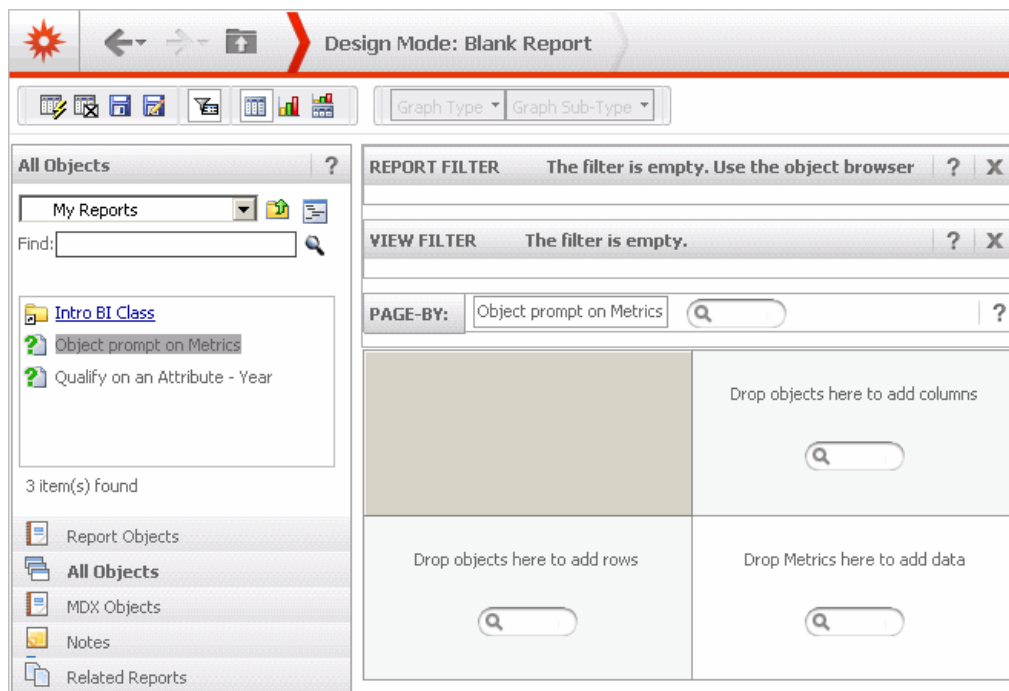 Design Mode: Blank Report
Graph Type
Graph Sub-Type
All Objects
?
My Reports
Find:
Intro BI Class
Object prompt on Metrics
Qualify on an Attribute - Year
3 item(s) found
Report Objects
All Objects
MDX Objects
Notes
Related Reports
REPORT FILTER The filter is empty. Use the object browser ? X
VIEW FILTER The filter is empty. ? X
PAGE-BY: Object prompt on Metrics ?
Drop objects here to add columns
Drop objects here to add rows
Drop Metrics here to add data